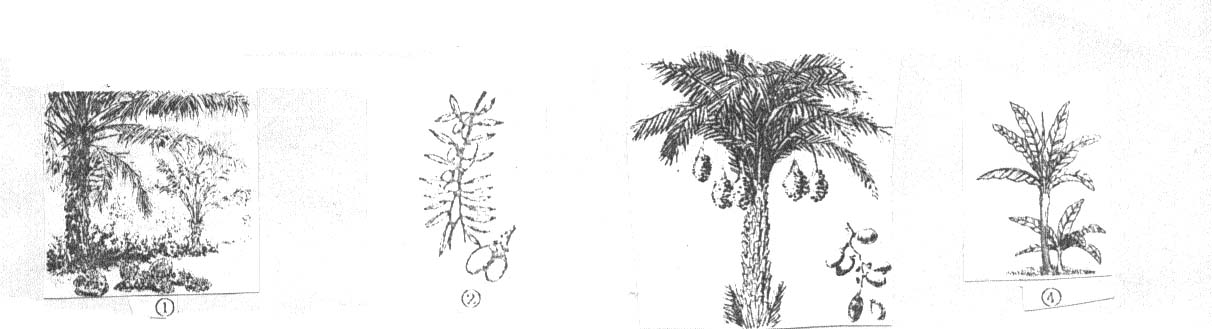 ①
②
④